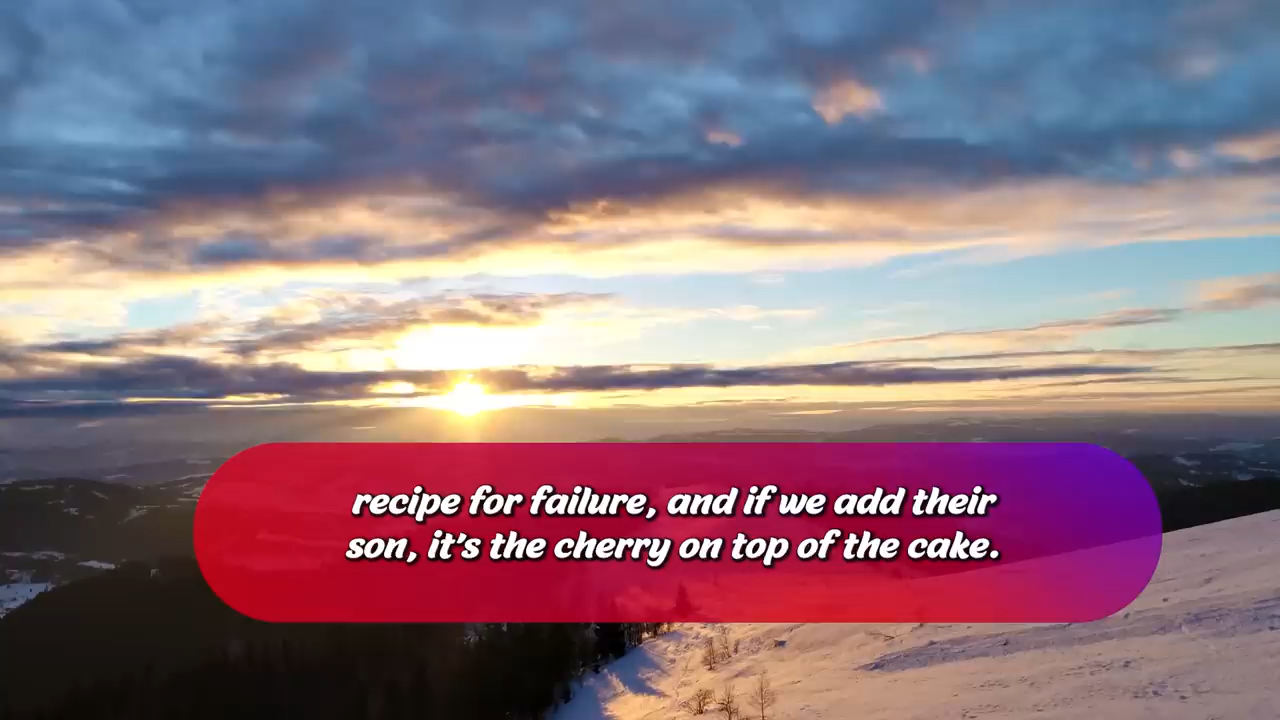 recipe for failure, and if we add their
son, it's the cherry on top of the cake.